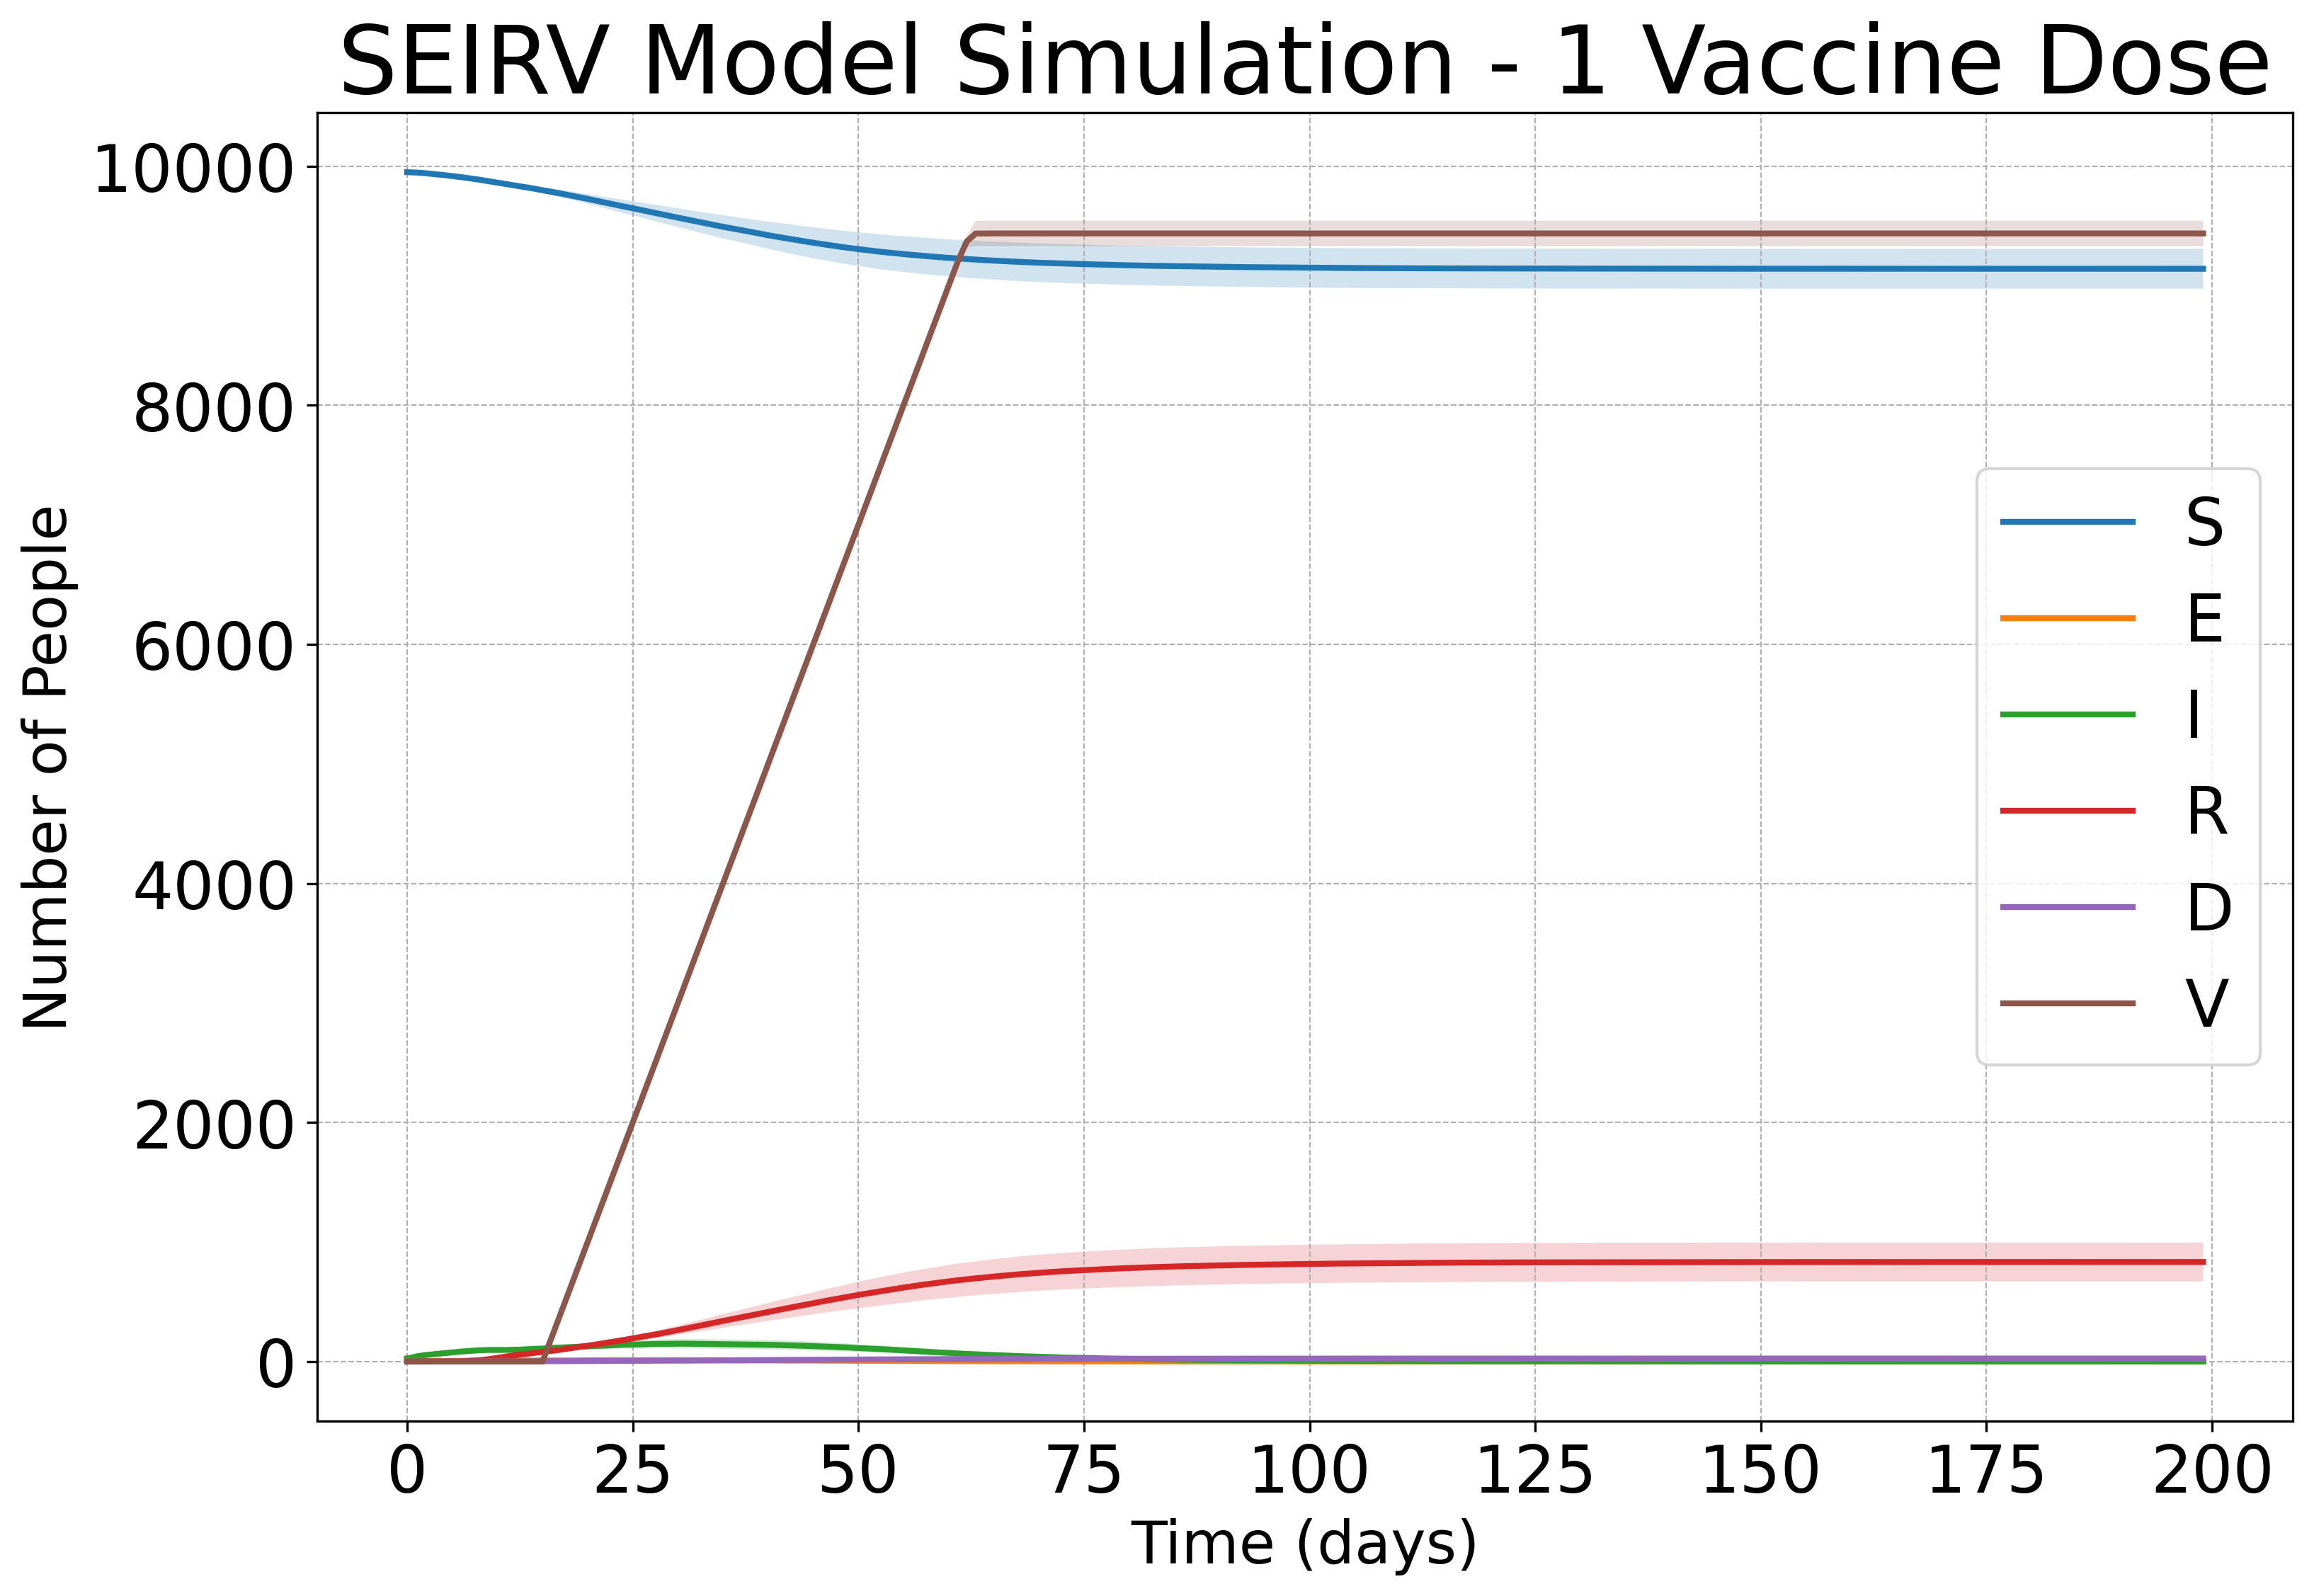 SEIRV Model Simulation - 1 Vaccine Dose
Number of People
10000
8000
6000
4000
2000
0
S
E
I
R
D
V
0 25 50 75 100 125 150 175 200
Time (days)